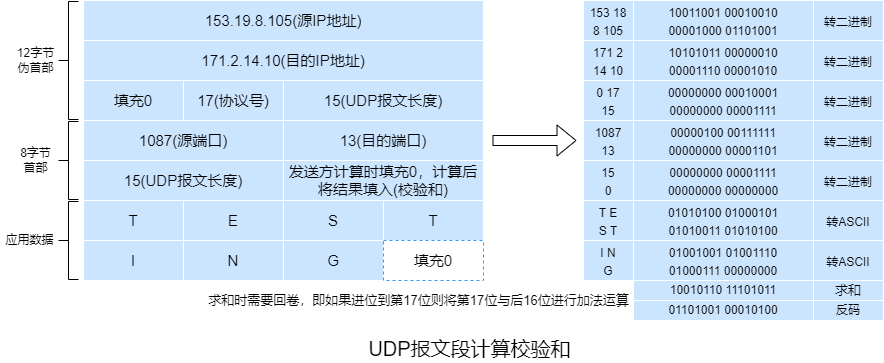 12字节
伪首部
153.19.8.105(源IP地址)
171.2.14.10(目的IP地址)
填充0
17(协议号)
15(UDP报文长度)
8字节
首部
1087(源端口)
13(目的端口)
15(UDP报文长度)
发送方计算时填充0，计算后
将结果填入(校验和)
应用数据
T E S T
I N G 填充0
153 18 10011001 00010010 转二进制
8 105 00001000 01101001
171 2 10101011 00000010 转二进制
14 10 00001110 00001010
0 17 00000000 00010001 转二进制
15 00000000 00001111
1087 00000100 00111111 转二进制
13 00000000 00001101
15 00000000 00001111 转二进制
0 00000000 00000000
T E 01010100 01000101 转ASCII
S T 01010011 01010100
I N 01001001 01001110 转ASCII
G 01000111 00000000
10010110 11101011 求和
01101001 00010100 反码
求和时需要回卷，即如果进位到第17位则将第17位与后16位进行加法运算
UDP报文段计算校验和